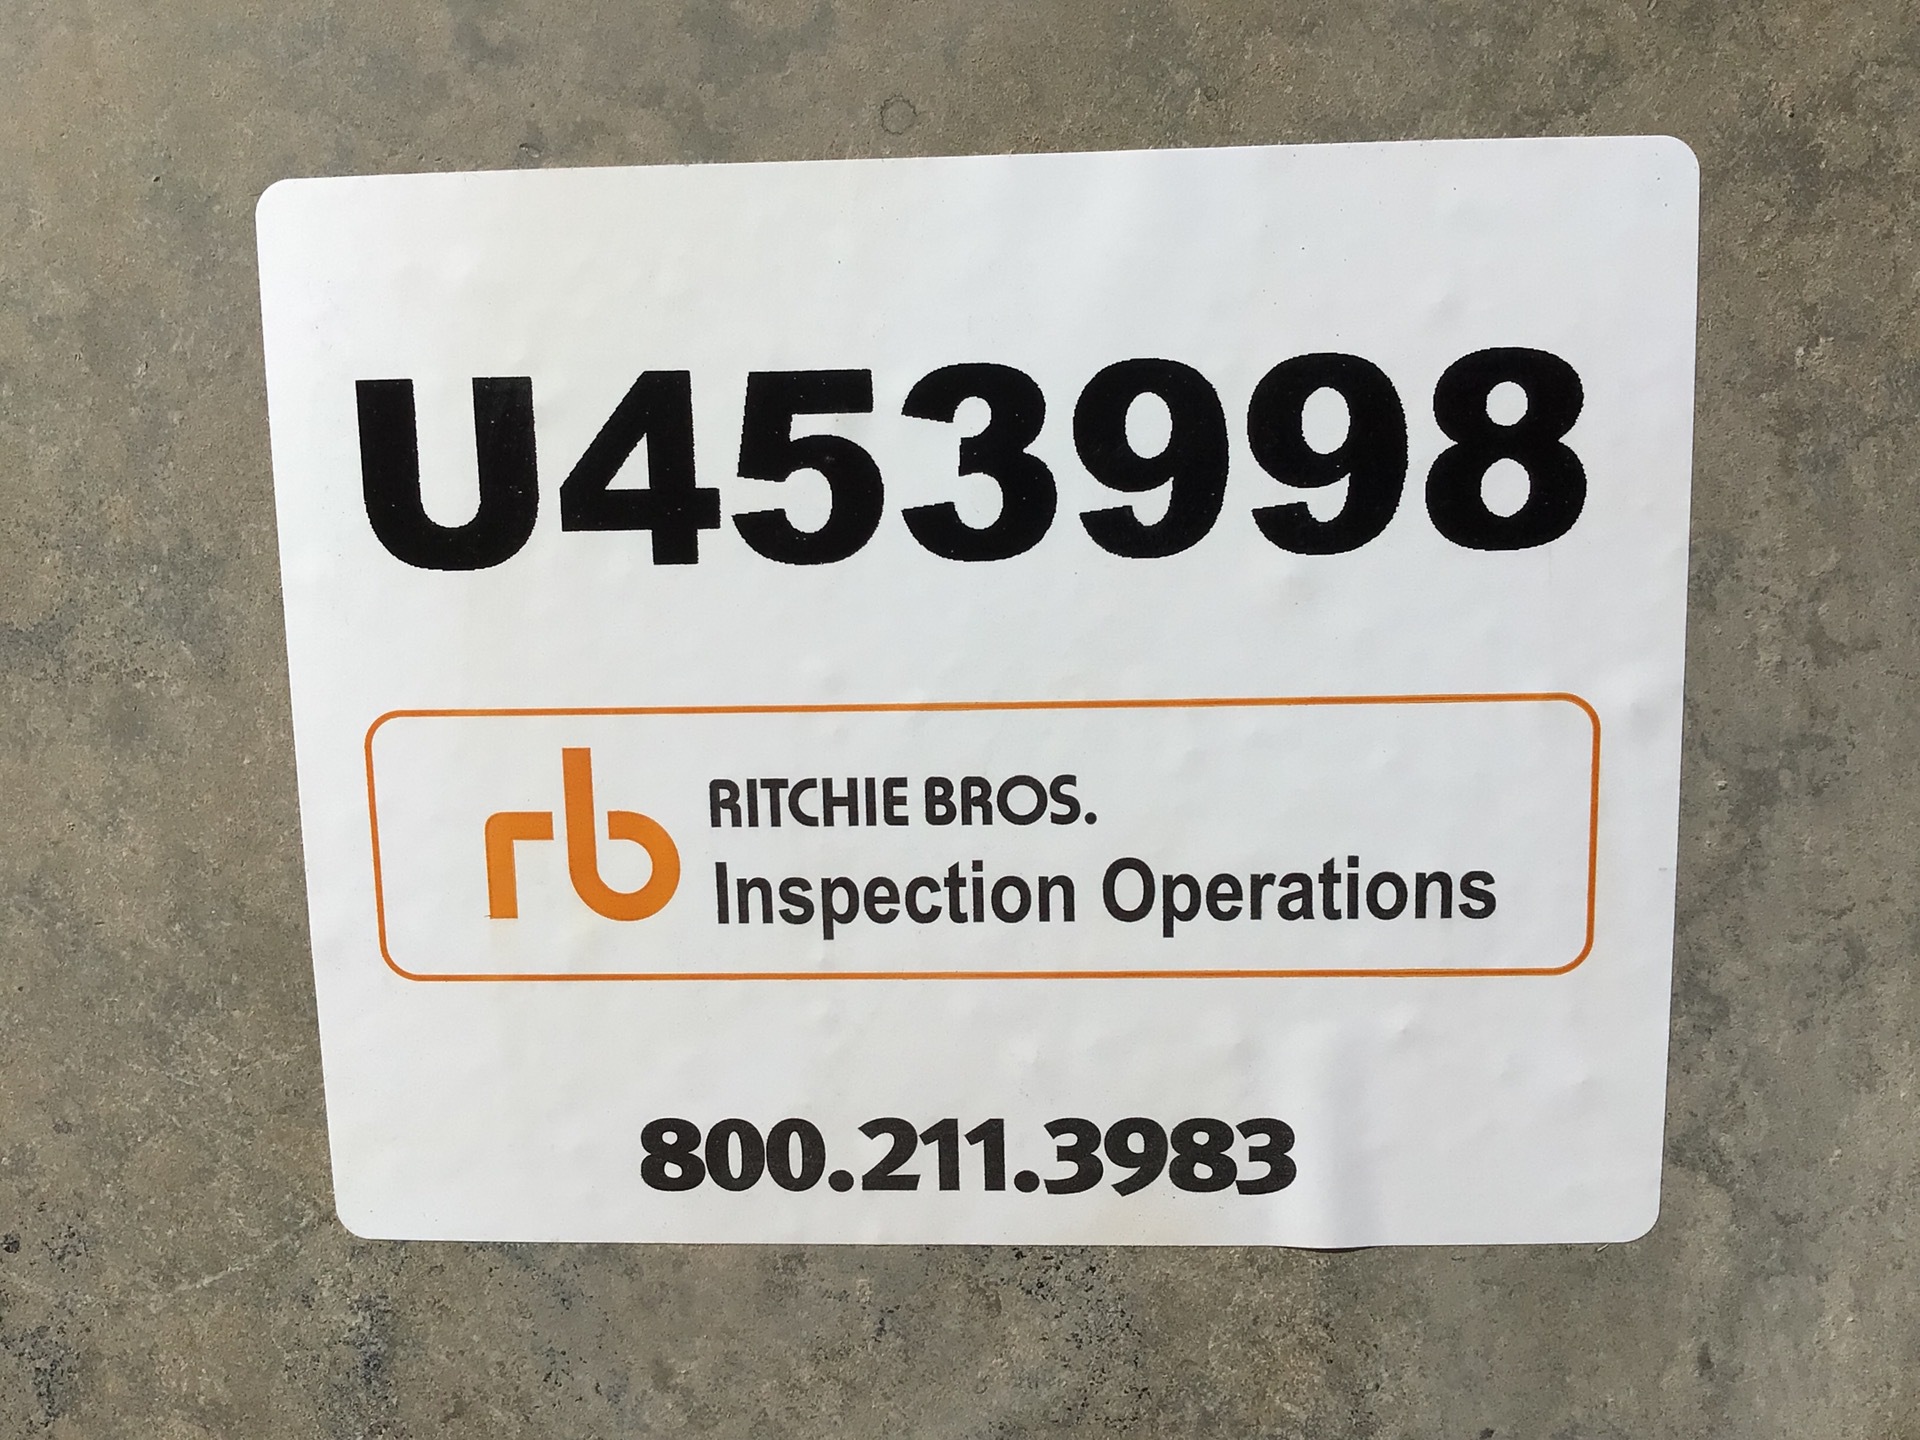 U453998
rb
RITCHIE BROS.
Inspection Operations
800.211.3983